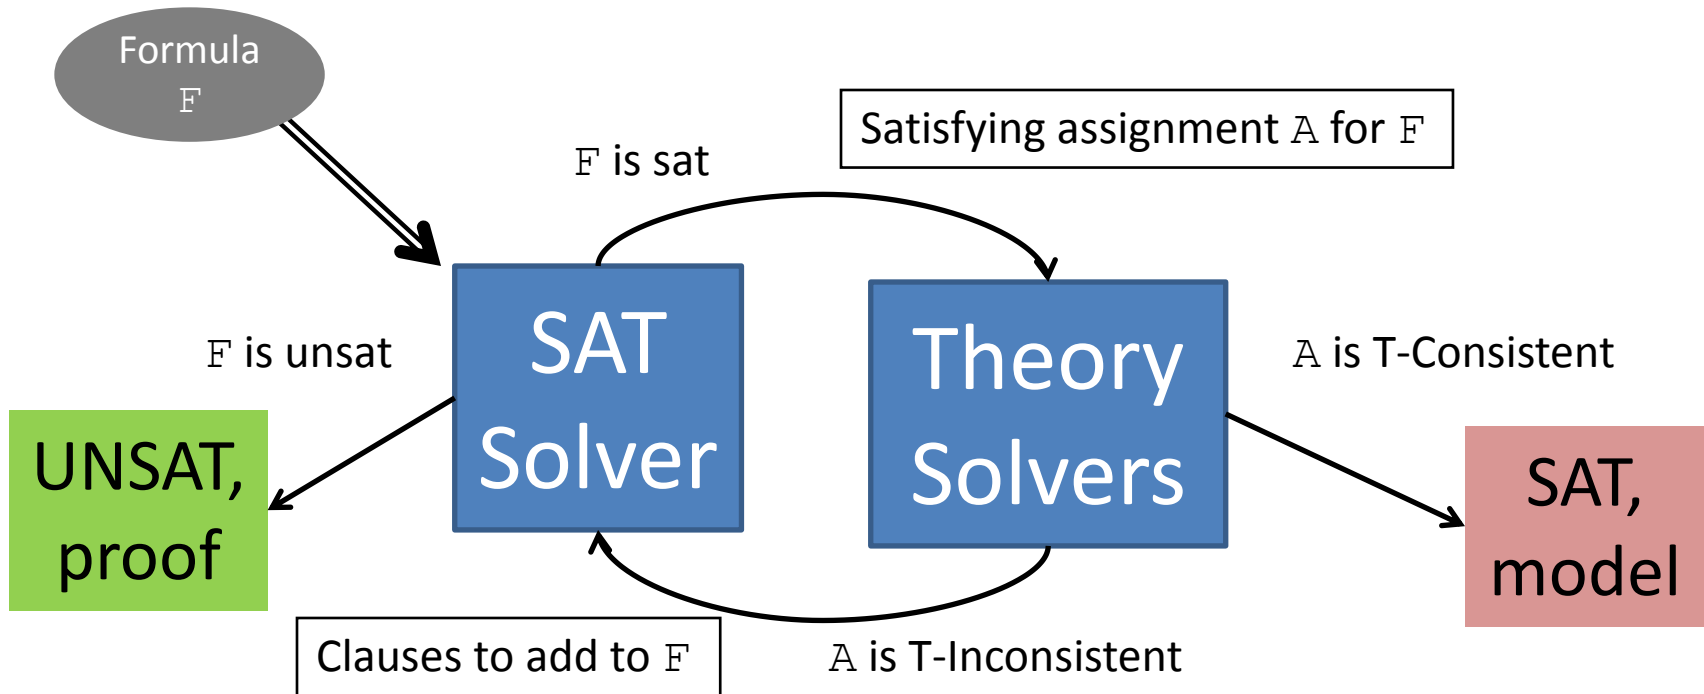 Formula
F
Satisfying assignment A for F
F is sat
SAT
Solver
Theory
Solvers
F is unsat
A is T-Consistent
UNSAT,
proof
SAT,
model
Clauses to add to F
A is T-Inconsistent